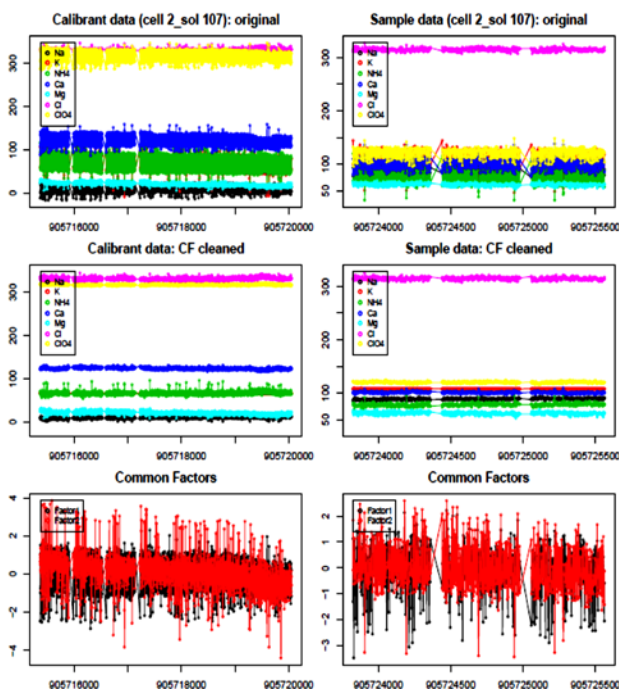 Calibrant data (cell 2_sol 107): original
Na
K
NH4
Ca
Mg
Cl
ClO4
300
200
100
0
905716000 905718000 905720000
Sample data (cell 2_sol 107): original
Na
K
NH4
Ca
Mg
Cl
ClO4
300
200
100
50
905724000 905724500 905725000 905725500
Calibrant data: CF cleaned
Na
K
NH4
Ca
Mg
Cl
ClO4
300
200
100
0
905716000 905718000 905720000
Sample data: CF cleaned
Na
K
NH4
Ca
Mg
Cl
ClO4
300
200
100
50
905724000 905724500 905725000 905725500
Common Factors
Factor1
Factor2
4
2
0
-2
-4
905716000 905718000 905720000
Common Factors
Factor1
Factor2
2
1
0
-1
-2
-3
905724000 905724500 905725000 905725500